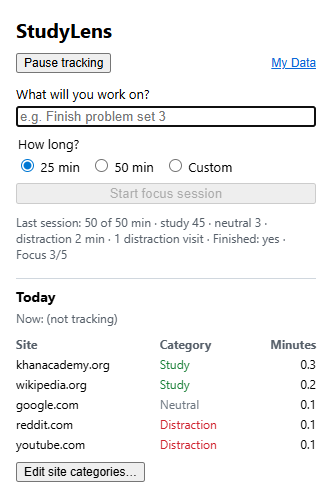 StudyLens
Pause tracking My Data
What will you work on?
e.g. Finish problem set 3
How long?
25 min 50 min Custom
Start focus session
Last session: 50 of 50 min · study 45 · neutral 3 ·
distraction 2 min · 1 distraction visit · Finished: yes ·
Focus 3/5
Today
Now: (not tracking)
Site Category Minutes
khanacademy.org Study 0.3
wikipedia.org Study 0.2
google.com Neutral 0.1
reddit.com Distraction 0.1
youtube.com Distraction 0.1
Edit site categories...